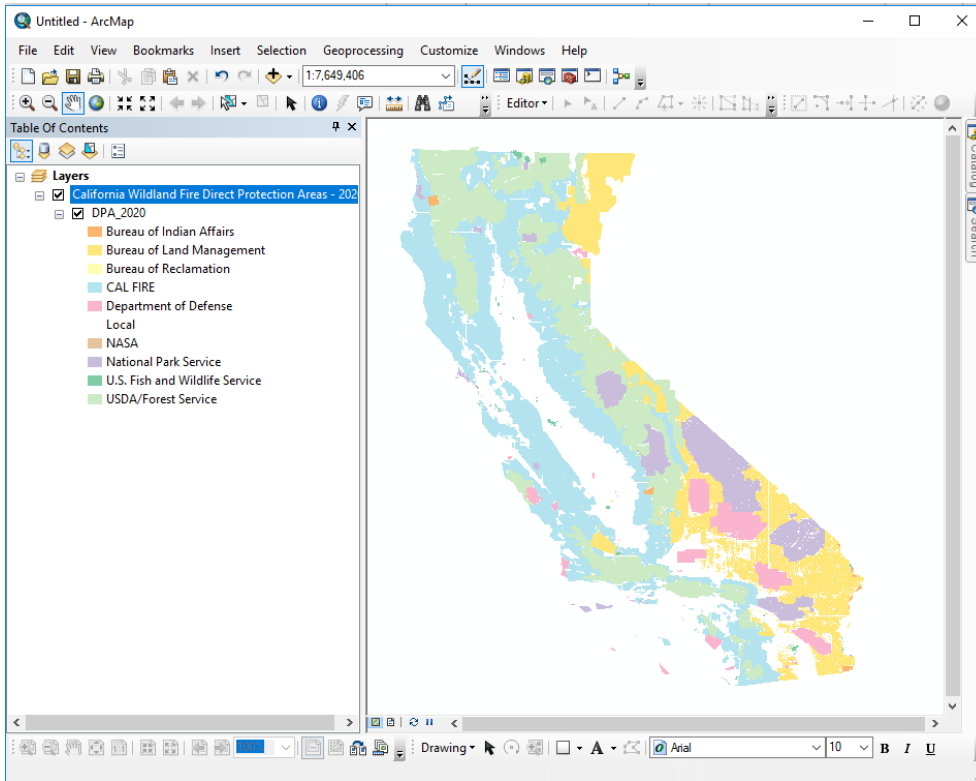 Untitled - ArcMap
File Edit View Bookmarks Insert Selection Geoprocessing Customize Windows Help
1:7,649,406
Editor
Table Of Contents
Layers
California Wildland Fire Direct Protection Areas - 202
DPA_2020
Bureau of Indian Affairs
Bureau of Land Management
Bureau of Reclamation
CAL FIRE
Department of Defense
Local
NASA
National Park Service
U.S. Fish and Wildlife Service
USDA/Forest Service
Catalog
Search
100%
Drawing
A
Arial
10
B I U